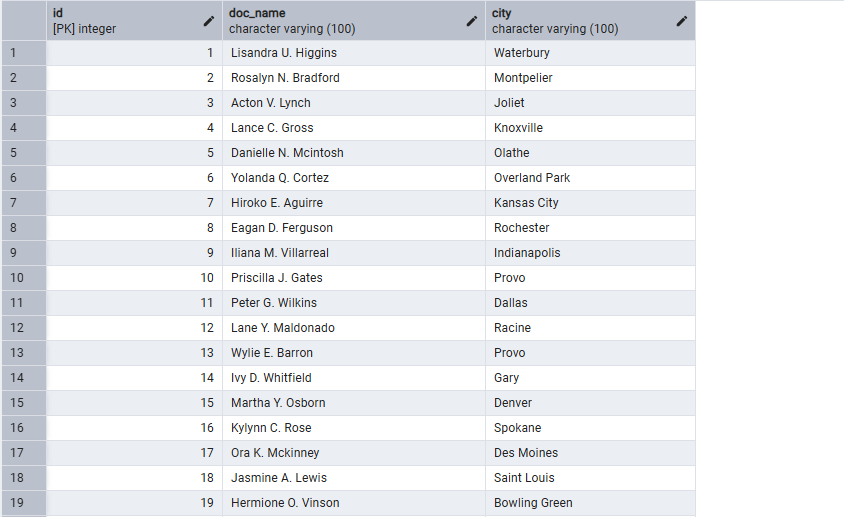 id doc_name city
[PK] integer character varying (100) character varying (100)
1 1 Lisandra U. Higgins Waterbury
2 2 Rosalyn N. Bradford Montpelier
3 3 Acton V. Lynch Joliet
4 4 Lance C. Gross Knoxville
5 5 Danielle N. Mcintosh Olathe
6 6 Yolanda Q. Cortez Overland Park
7 7 Hiroko E. Aguirre Kansas City
8 8 Eagan D. Ferguson Rochester
9 9 Iliana M. Villarreal Indianapolis
10 10 Priscilla J. Gates Provo
11 11 Peter G. Wilkins Dallas
12 12 Lane Y. Maldonado Racine
13 13 Wylie E. Barron Provo
14 14 Ivy D. Whitfield Gary
15 15 Martha Y. Osborn Denver
16 16 Kylynn C. Rose Spokane
17 17 Ora K. Mckinney Des Moines
18 18 Jasmine A. Lewis Saint Louis
19 19 Hermione O. Vinson Bowling Green